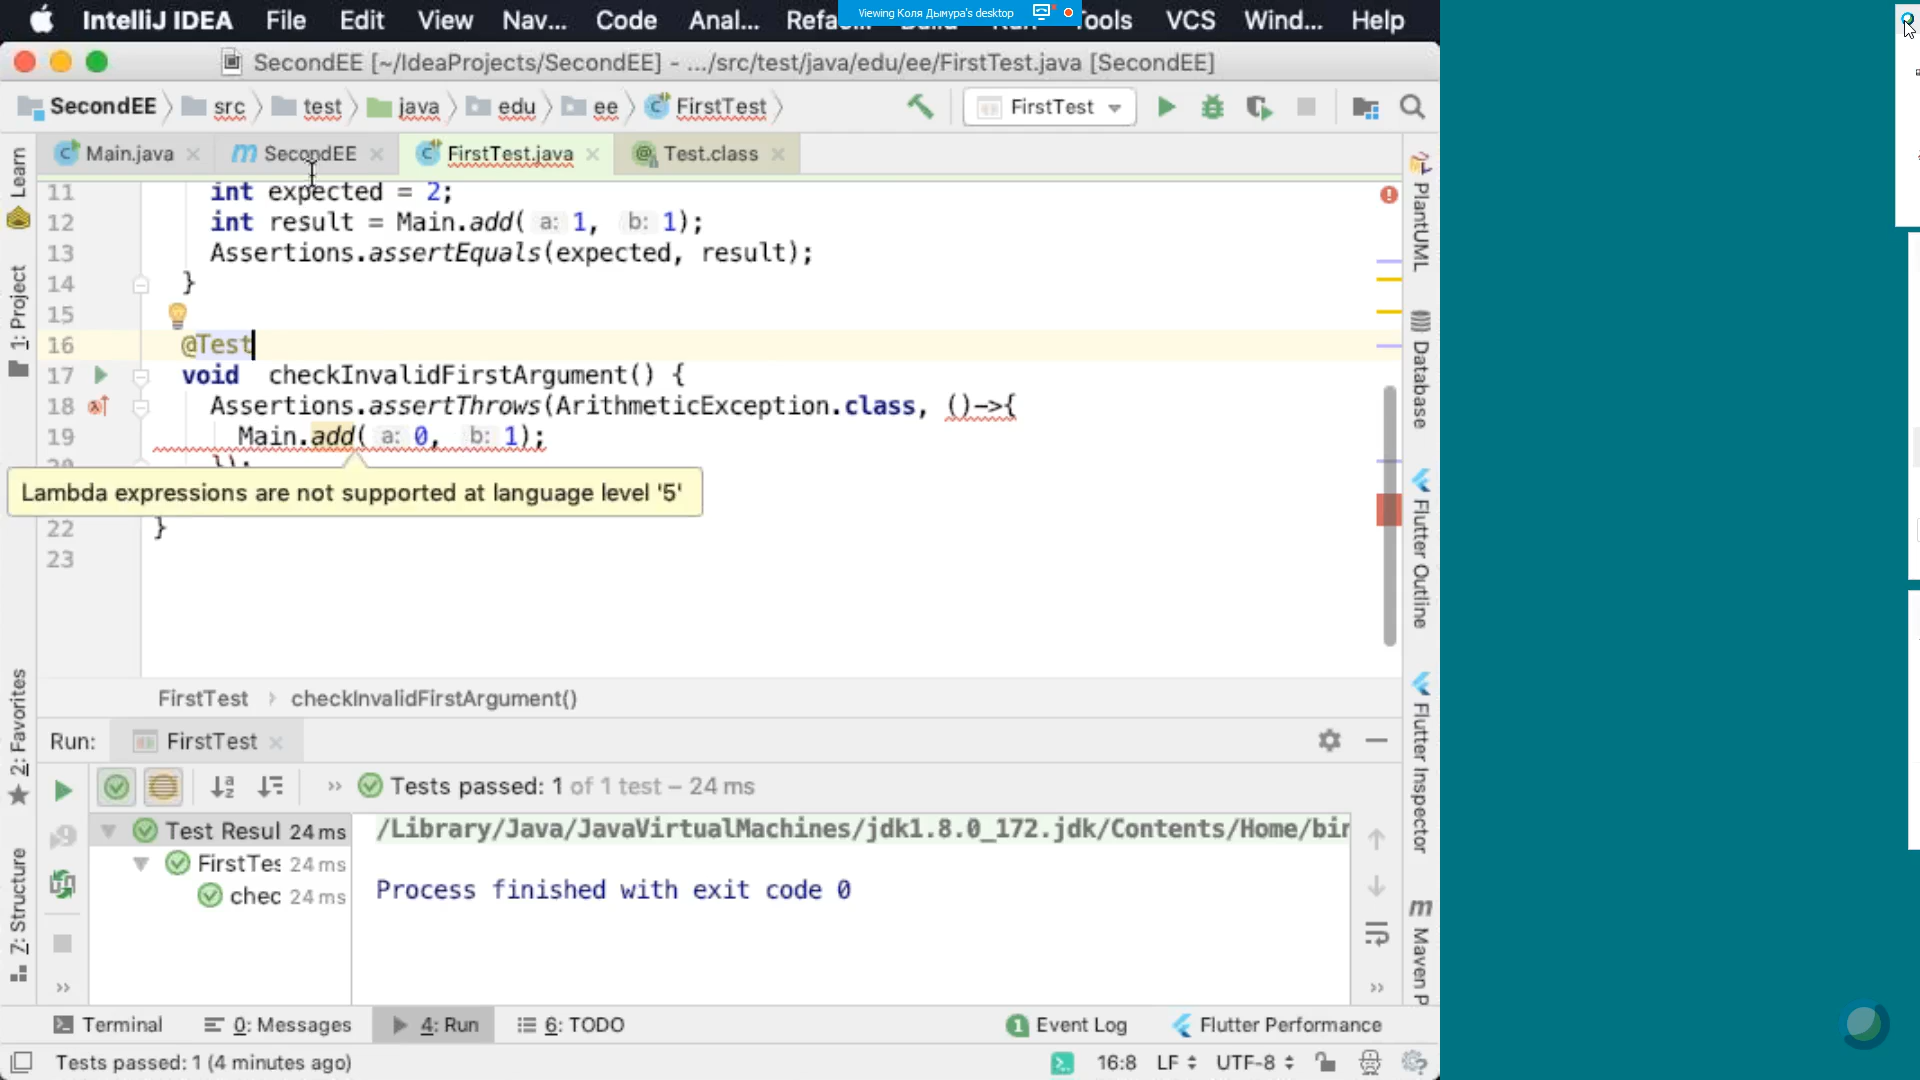 IntelliJ IDEA File Edit View Nav... Code Anal... Refa... Build Run Tools VCS Wind... Help
Viewing Коля Дымура's desktop
SecondEE [~/IdeaProjects/SecondEE] - .../src/test/java/edu/ee/FirstTest.java [SecondEE]
SecondEE src test java edu ee FirstTest FirstTest
Main.java SecondEE FirstTest.java Test.class
11 int expected = 2;
12 int result = Main.add( a: 1, b: 1);
13 Assertions.assertEquals(expected, result);
14 }
15
16 @Test
17 void checkInvalidFirstArgument() {
18 Assertions.assertThrows(ArithmeticException.class, ()->{
19 Main.add( a: 0, b: 1);
});
Lambda expressions are not supported at language level '5'
22 }
23
FirstTest checkInvalidFirstArgument()
Run: FirstTest
Tests passed: 1 of 1 test – 24 ms
Test Resul 24 ms
FirstTes 24 ms
chec 24 ms
/Library/Java/JavaVirtualMachines/jdk1.8.0_172.jdk/Contents/Home/bin
Process finished with exit code 0
Terminal 0: Messages 4: Run 6: TODO 1 Event Log Flutter Performance
Tests passed: 1 (4 minutes ago) 16:8 LF UTF-8
Learn
1: Project
2: Favorites
7: Structure
PlantUML
Database
Flutter Outline
Flutter Inspector
m Maven P